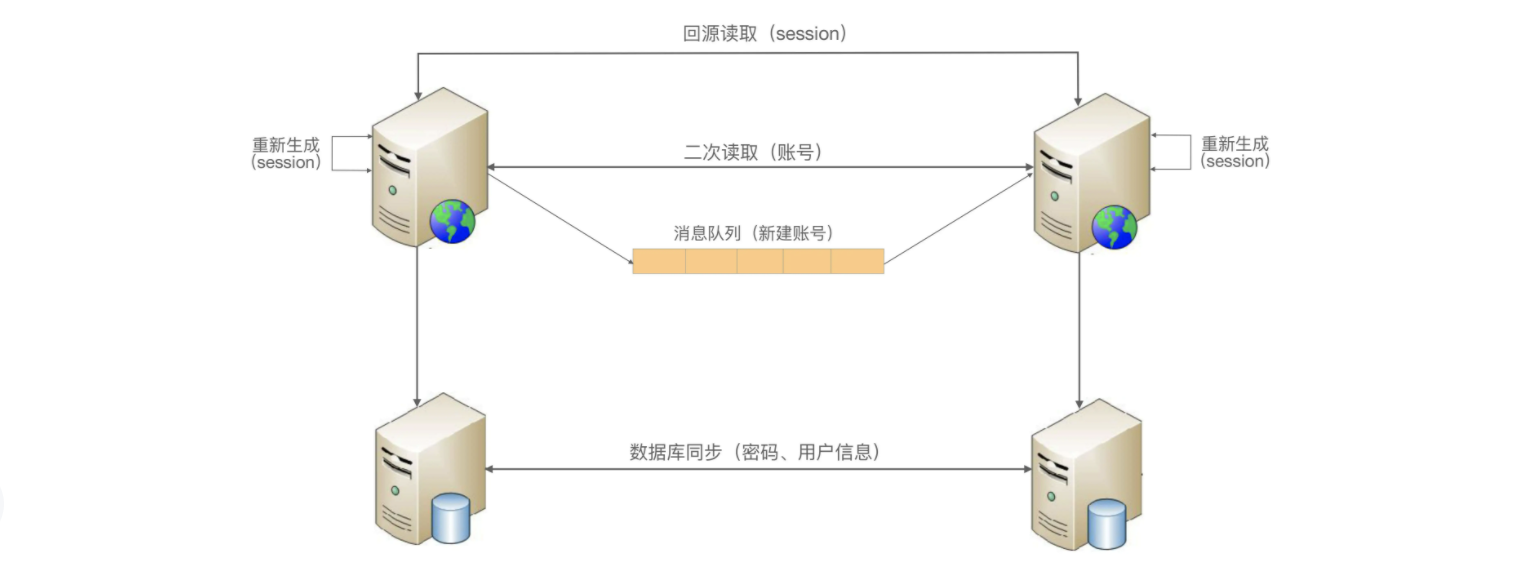 回源读取（session）
重新生成
（session）
二次读取（账号）
重新生成
（session）
消息队列（新建账号）
数据库同步（密码、用户信息）